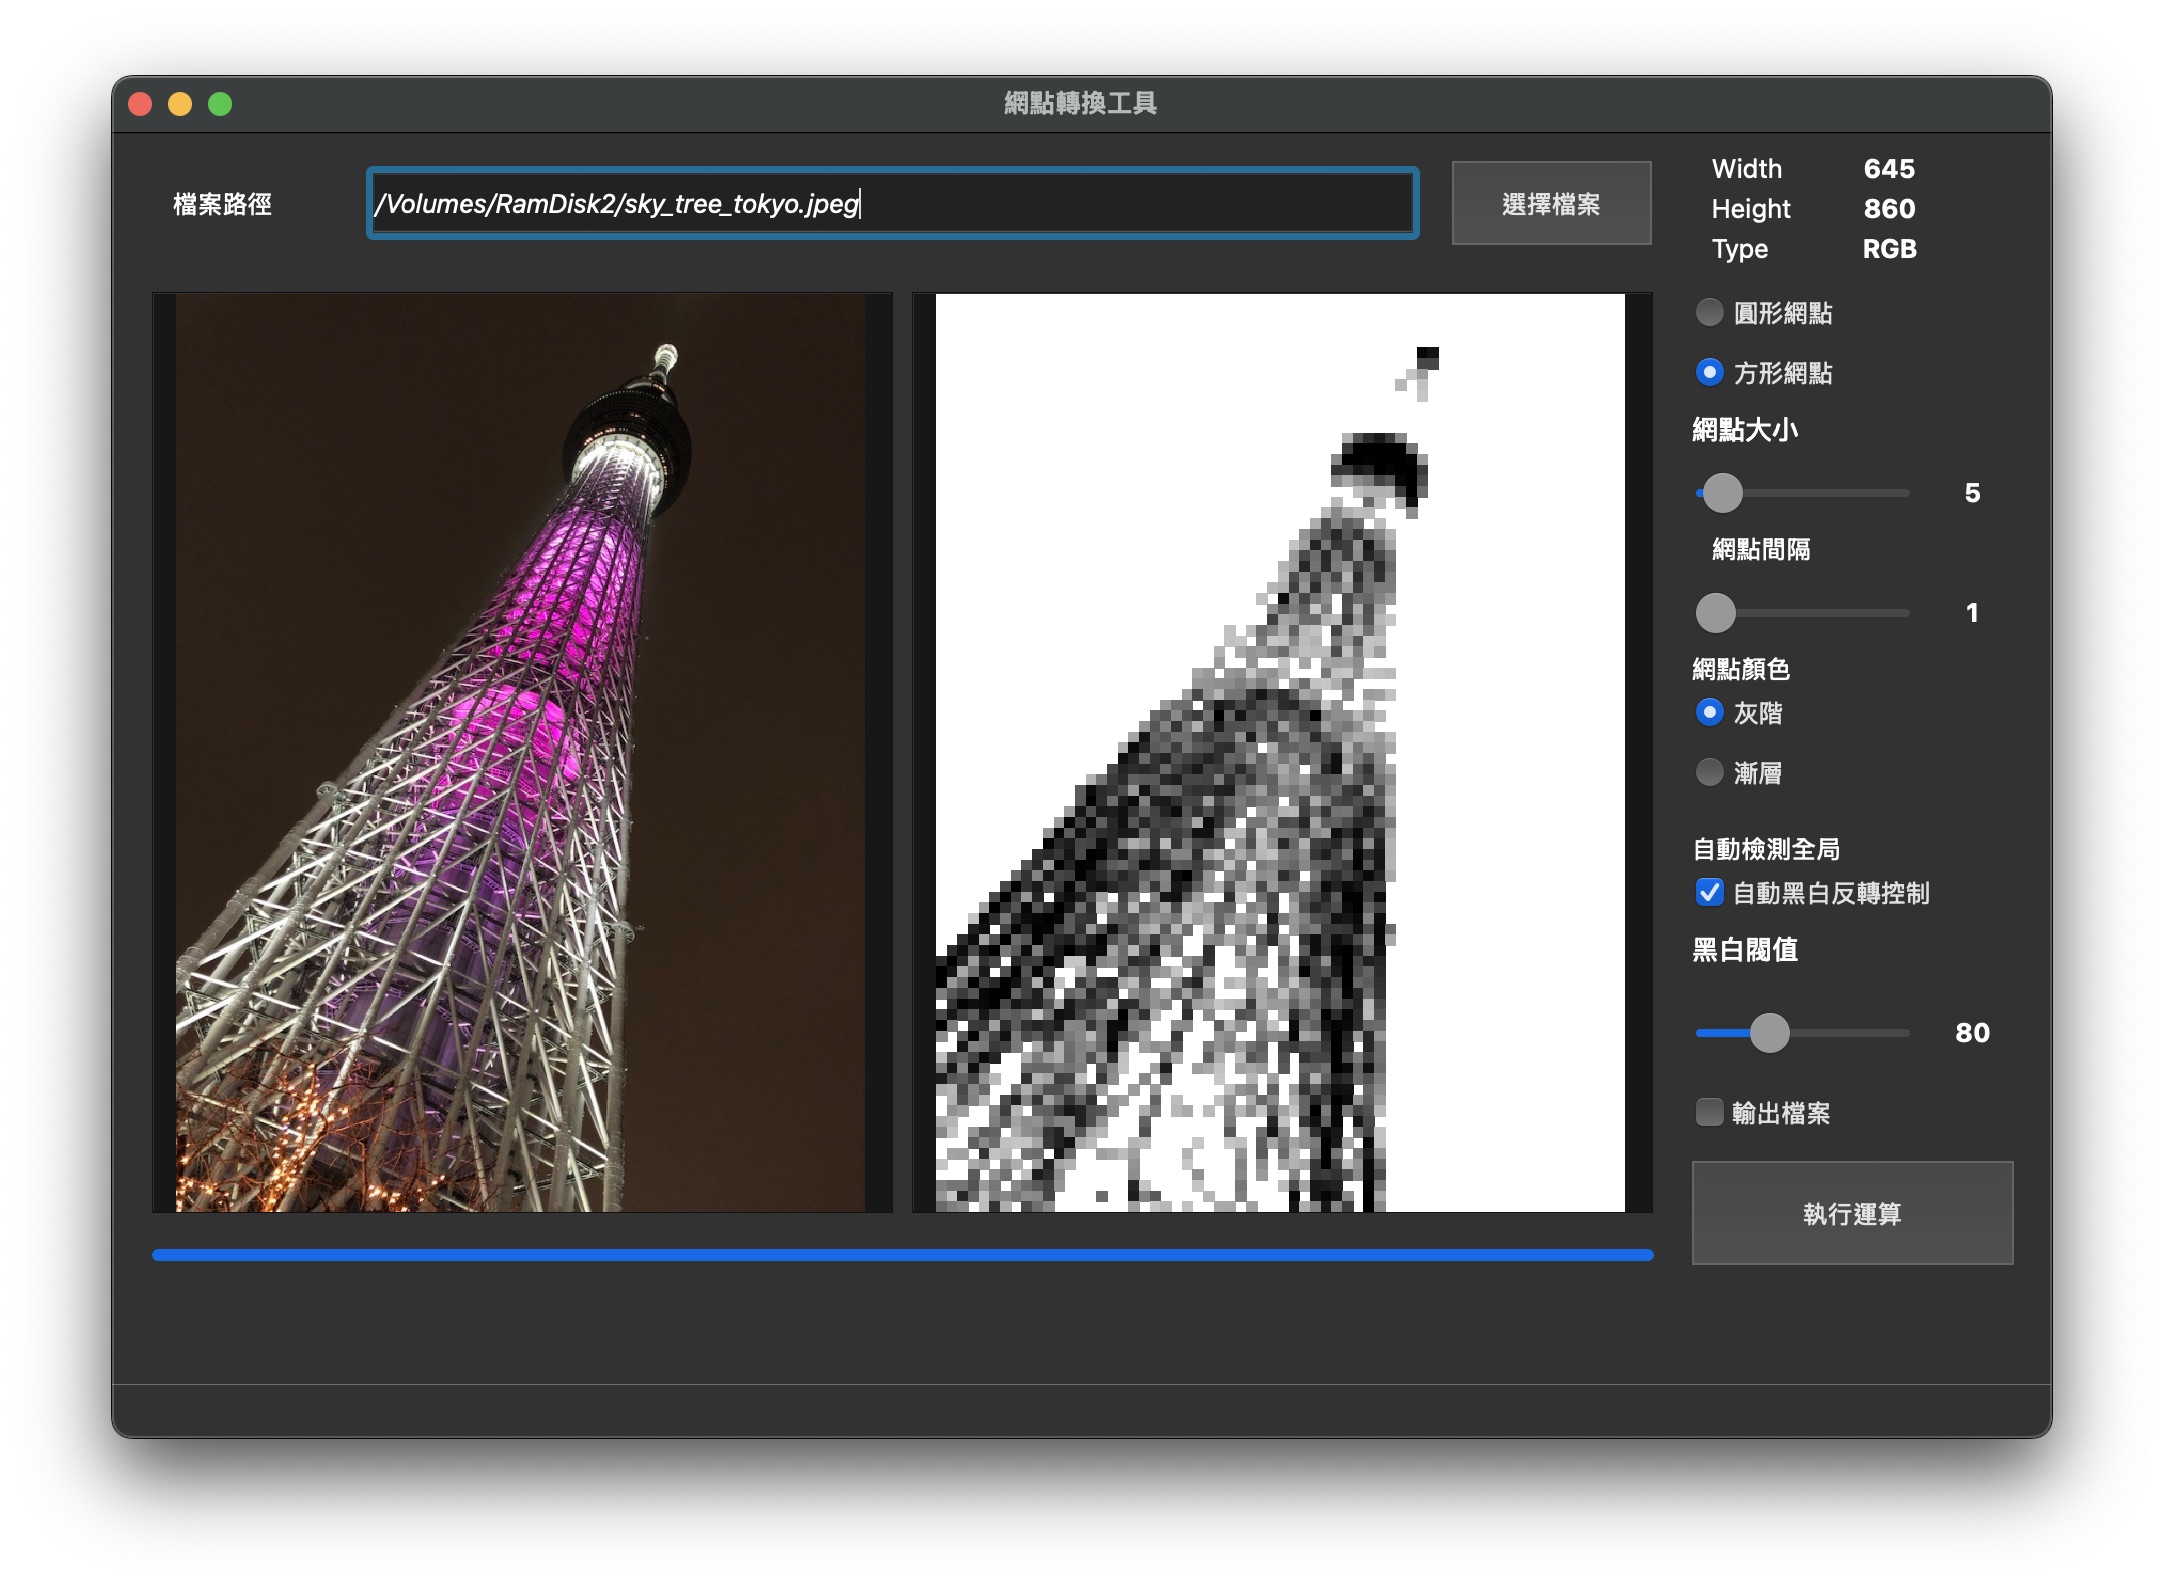 網點轉換工具
檔案路徑
/Volumes/RamDisk2/sky_tree_tokyo.jpeg
選擇檔案
Width 645
Height 860
Type RGB
圓形網點
方形網點
網點大小
5
網點間隔
1
網點顏色
灰階
漸層
自動檢測全局
自動黑白反轉控制
黑白閥值
80
輸出檔案
執行運算